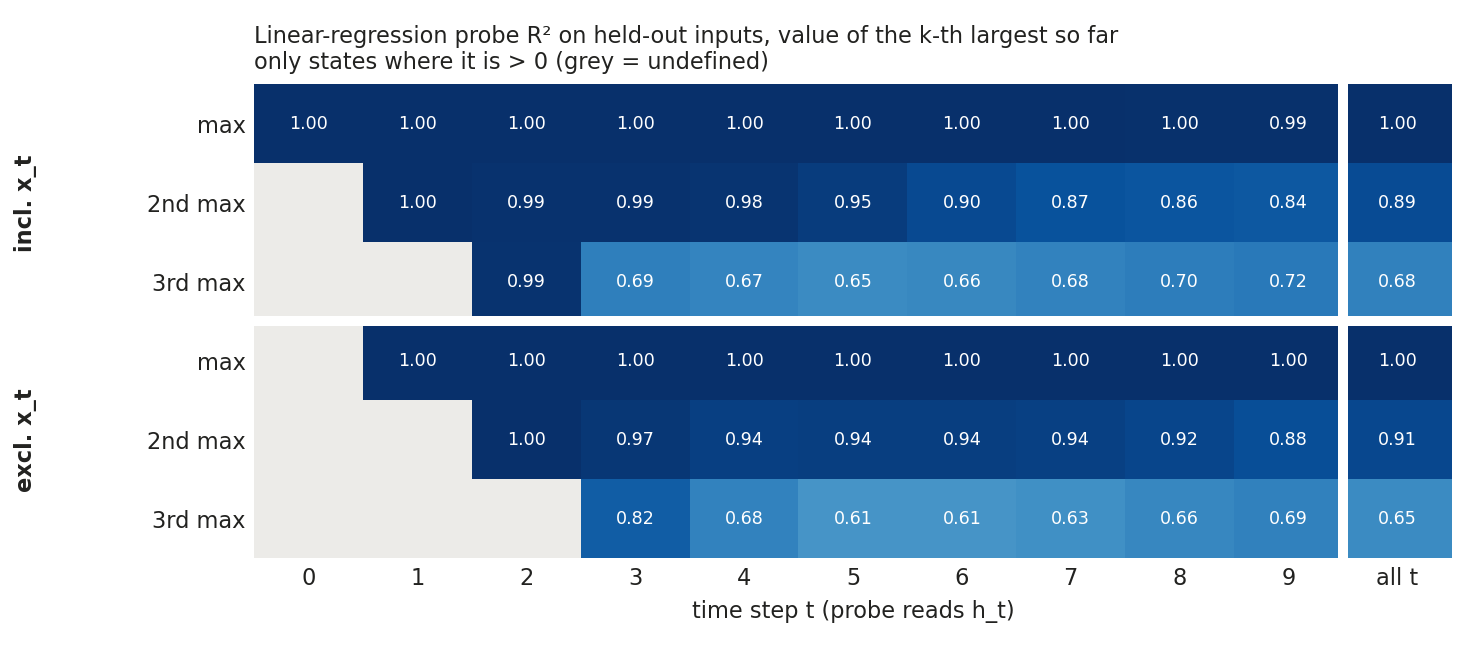 Linear-regression probe R² on held-out inputs, value of the k-th largest so far
only states where it is > 0 (grey = undefined)
incl. x_t
max 1.00 1.00 1.00 1.00 1.00 1.00 1.00 1.00 1.00 0.99 1.00
2nd max 1.00 0.99 0.99 0.98 0.95 0.90 0.87 0.86 0.84 0.89
3rd max 0.99 0.69 0.67 0.65 0.66 0.68 0.70 0.72 0.68
excl. x_t
max 1.00 1.00 1.00 1.00 1.00 1.00 1.00 1.00 1.00 1.00
2nd max 1.00 0.97 0.94 0.94 0.94 0.94 0.92 0.88 0.91
3rd max 0.82 0.68 0.61 0.61 0.63 0.66 0.69 0.65
0 1 2 3 4 5 6 7 8 9 all t
time step t (probe reads h_t)